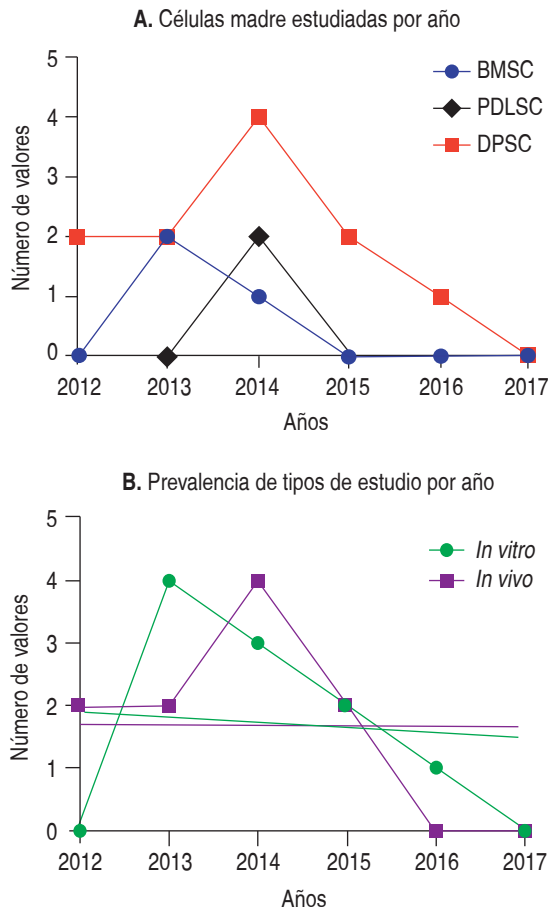 A. Células madre estudiadas por año
5
4
3
2
1
0
Número de valores
BMSC
PDLSC
DPSC
2012 2013 2014 2015 2016 2017
Años
B. Prevalencia de tipos de estudio por año
5
4
3
2
1
0
Número de valores
In vitro
In vivo
2012 2013 2014 2015 2016 2017
Años